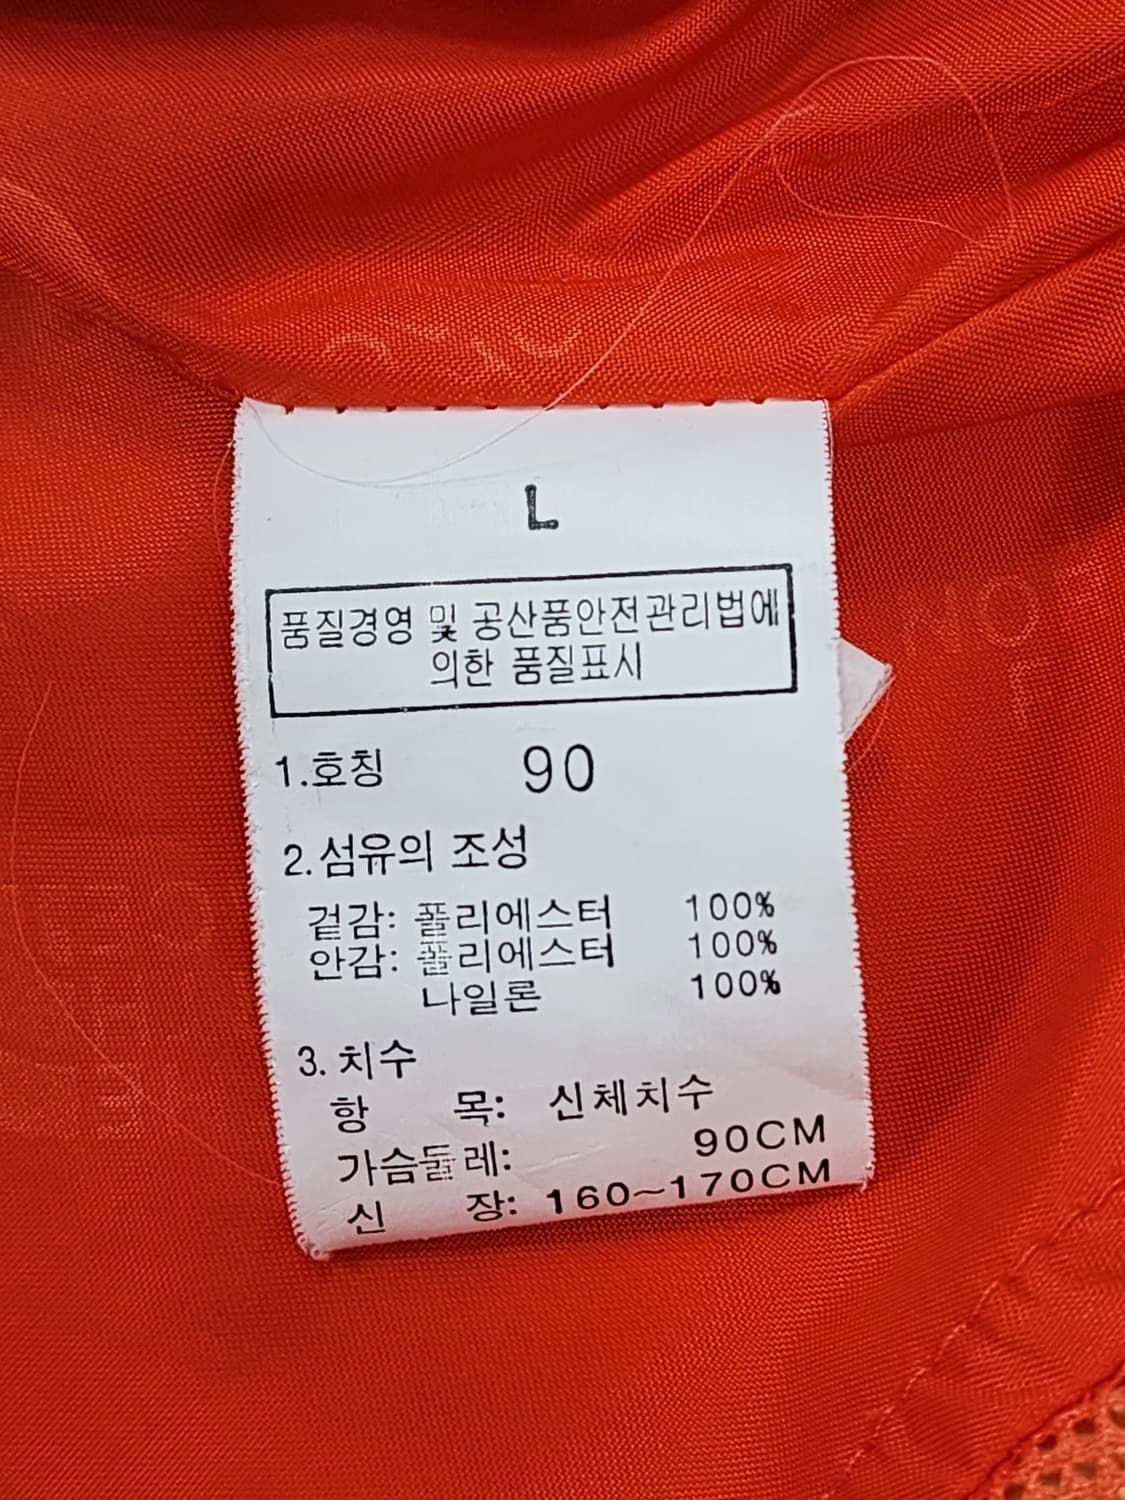 L
품질경영 및 공산품안전관리법에
의한 품질표시
1.호칭 90
2.섬유의 조성
겉감: 폴리에스터 100%
안감: 폴리에스터 100%
나일론 100%
3.치수
항 목: 신체치수
가슴둘레: 90CM
신 장: 160~170CM